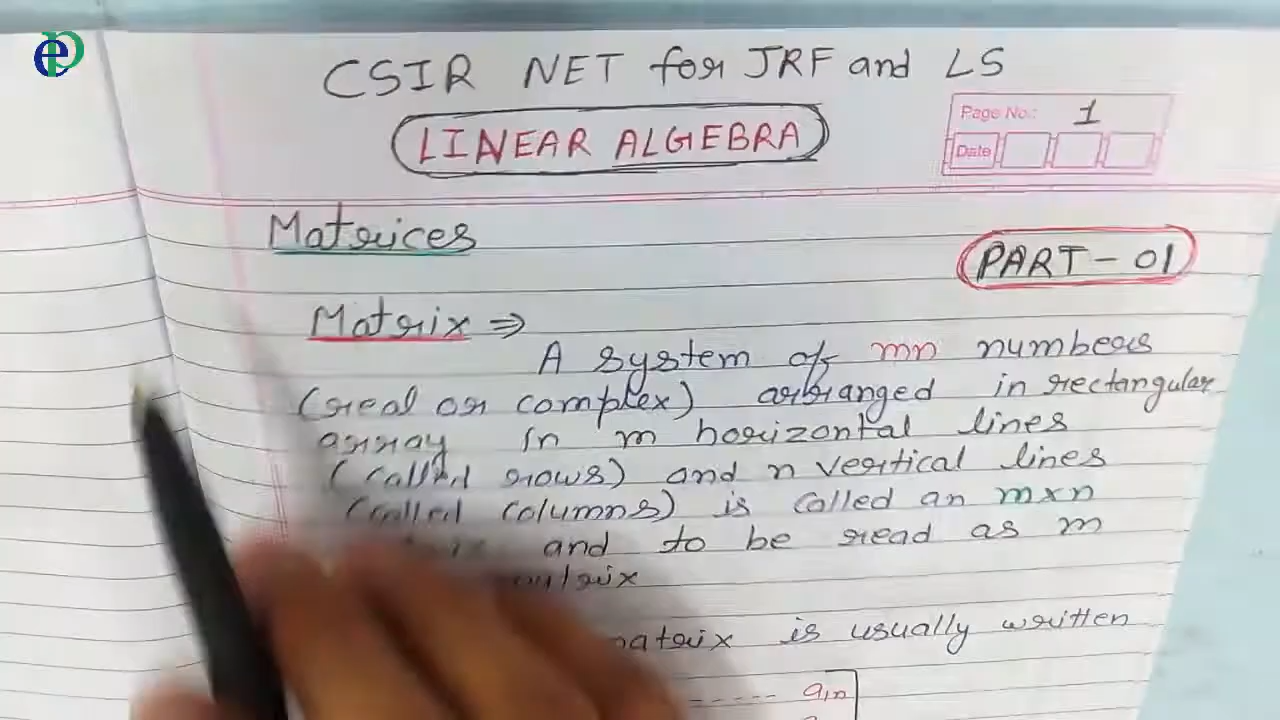 ep
CSIR NET for JRF and LS
LINEAR ALGEBRA
Page No.: 1
Date
Matrices
PART-01
Matrix ⇒
A system of mn numbers
(real or complex) arranged in rectangular
array in m horizontal lines
(called rows) and n vertical lines
(called columns) is called an m×n
and to be read as m
matrix is usually written
a1n